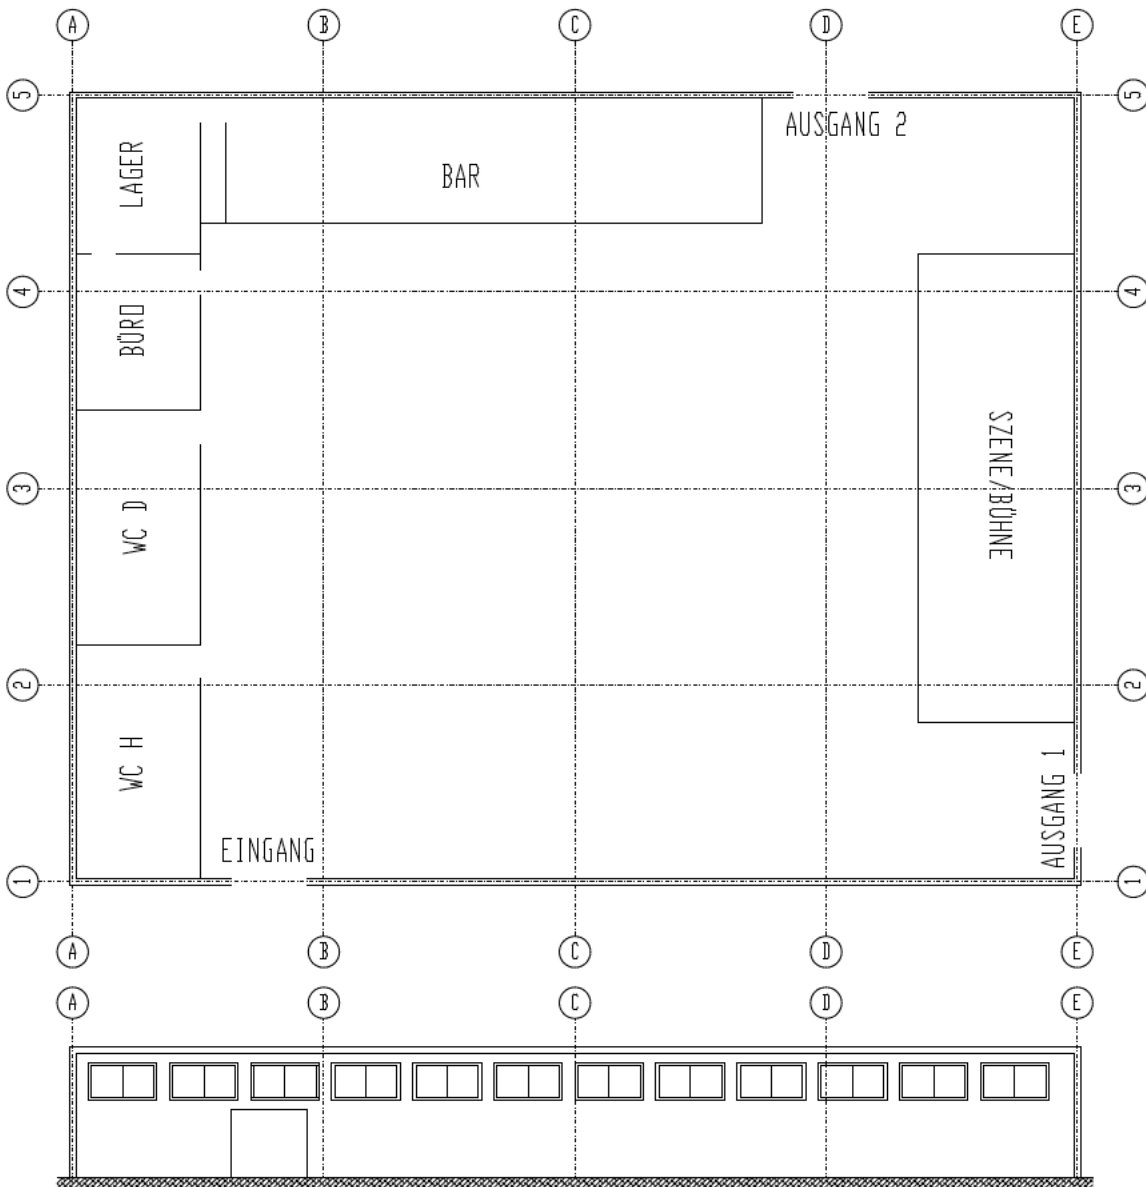 A B C D E
5 5
LAGER
BAR
AUSGANG 2
4 4
BÜRO
3 3
WC D
SZENE/BÜHNE
2 2
WC H
AUSGANG 1
EINGANG
1 1
A B C D E
A B C D E